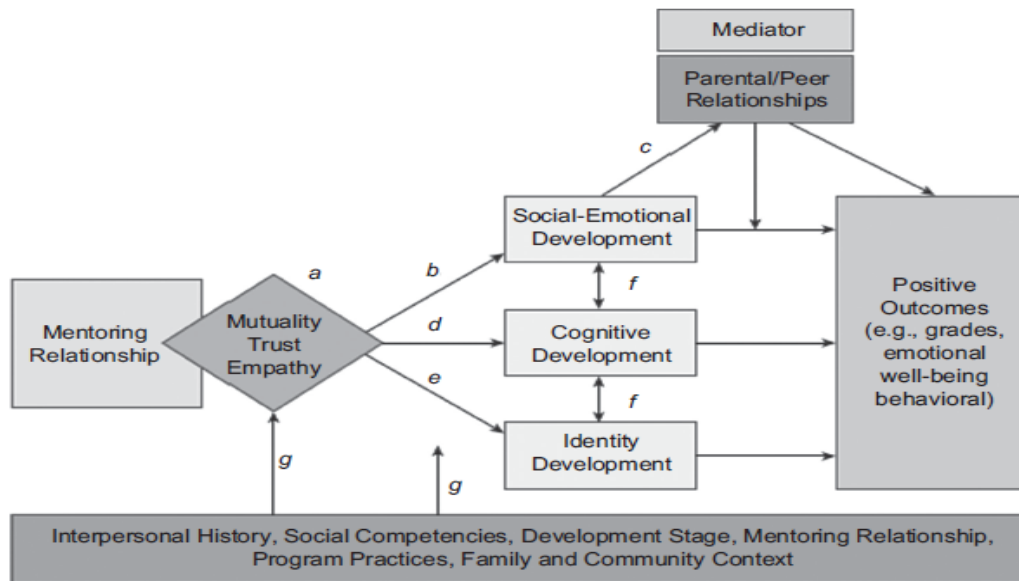 Mediator
Parental/Peer
Relationships
c
Social-Emotional
Development
a
b
f
Mentoring
Relationship
Mutuality
Trust
Empathy
d
Cognitive
Development
Positive
Outcomes
(e.g., grades,
emotional
well-being
behavioral)
e
f
Identity
Development
g
g
Interpersonal History, Social Competencies, Development Stage, Mentoring Relationship,
Program Practices, Family and Community Context